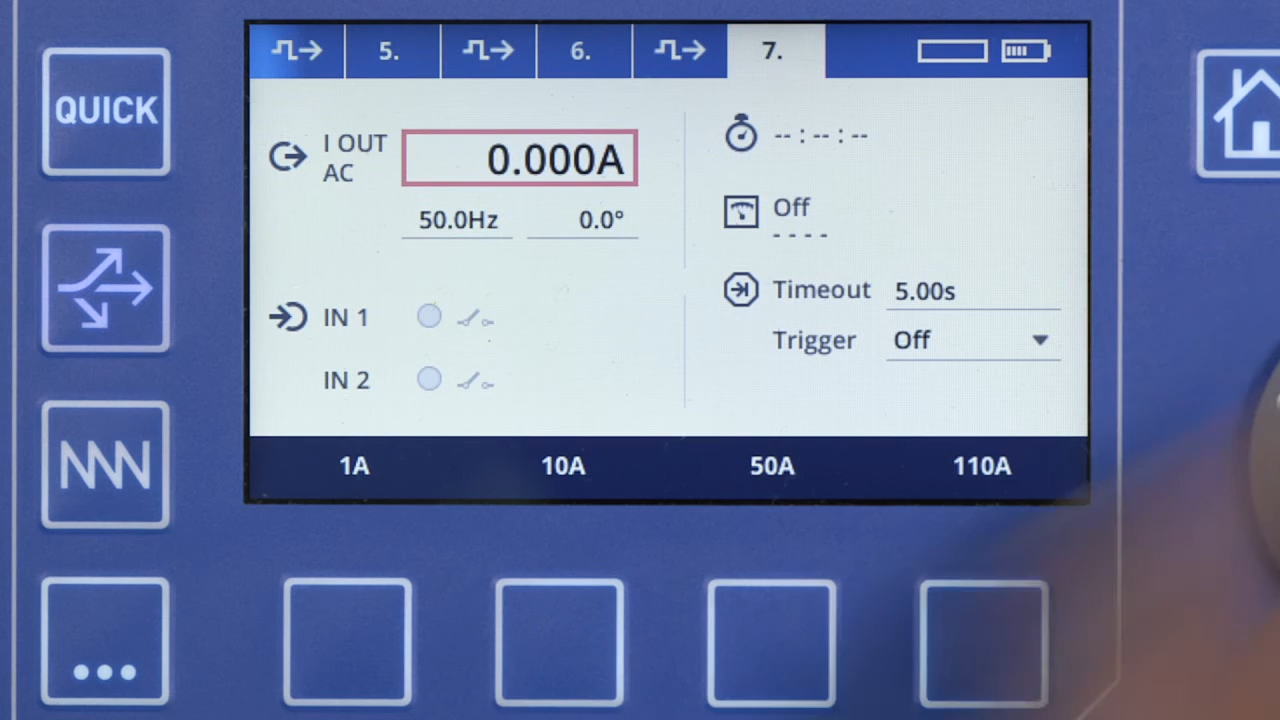 5.
6.
7.
QUICK
I OUT
AC
0.000A
50.0Hz
0.0°
-- : -- : --
Off
- - - -
IN 1
IN 2
Timeout
5.00s
Trigger
Off
1A
10A
50A
110A